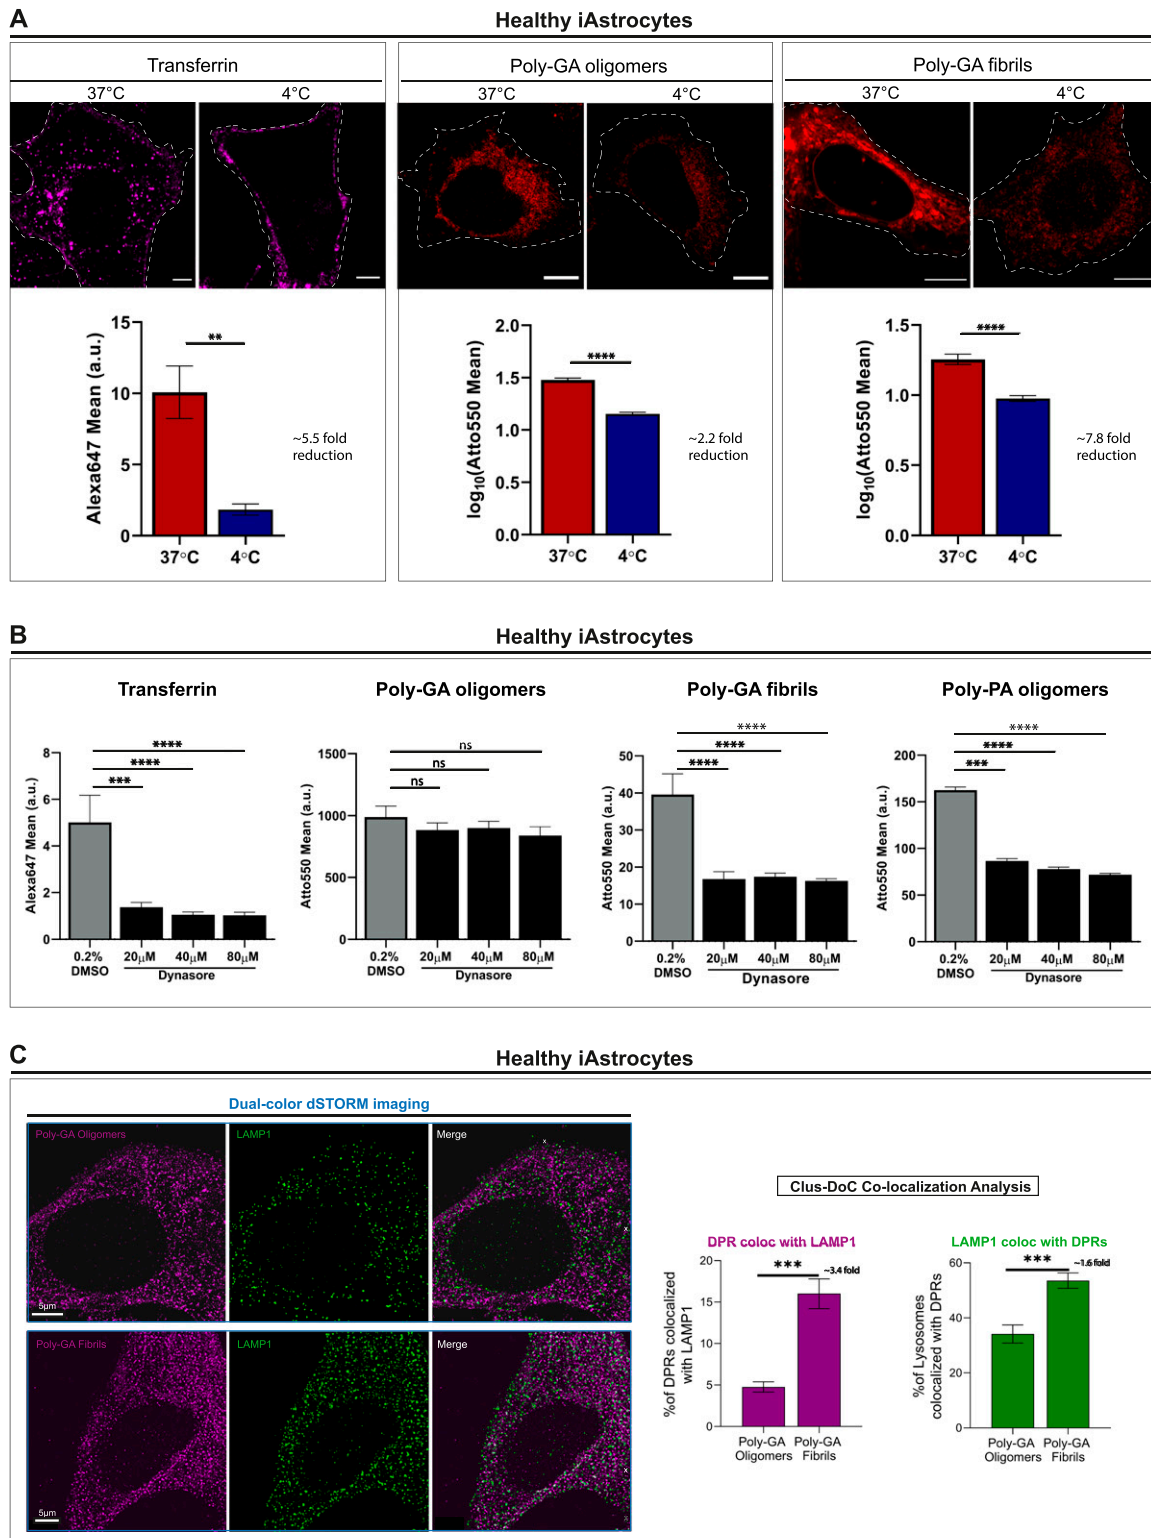 A
Healthy iAstrocytes
Transferrin
37°C
4°C
Alexa647 Mean (a.u.)
15
10
5
0
**
37°C
4°C
~5.5 fold
reduction
Poly-GA oligomers
37°C
4°C
log10(Atto550 Mean)
2.0
1.5
1.0
0.5
0.0
****
37°C
4°C
~2.2 fold
reduction
Poly-GA fibrils
37°C
4°C
log10(Atto550 Mean)
1.5
1.0
0.5
0.0
****
37°C
4°C
~7.8 fold
reduction
B
Healthy iAstrocytes
Transferrin
Alexa647 Mean (a.u.)
8
6
4
2
0
****
****
***
0.2%
DMSO
20μM
40μM
80μM
Dynasore
Poly-GA oligomers
Atto550 Mean (a.u.)
1500
1000
500
0
ns
ns
ns
0.2%
DMSO
20μM
40μM
80μM
Dynasore
Poly-GA fibrils
Atto550 Mean (a.u.)
50
40
30
20
10
0
****
****
****
0.2%
DMSO
20μM
40μM
80μM
Dynasore
Poly-PA oligomers
Atto550 Mean (a.u.)
200
150
100
50
0
****
****
***
0.2%
DMSO
20μM
40μM
80μM
Dynasore
C
Healthy iAstrocytes
Dual-color dSTORM imaging
Poly-GA Oligomers
LAMP1
Merge
x
x
5μm
Poly-GA Fibrils
LAMP1
Merge
x
x
5μm
Clus-DoC Co-localization Analysis
DPR coloc with LAMP1
%of DPRs colocalized
with LAMP1
20
15
10
5
0
***
~3.4 fold
Poly-GA
Oligomers
Poly-GA
Fibrils
LAMP1 coloc with DPRs
%of Lysosomes
colocalized with DPRs
60
40
20
0
***
~1.6 fold
Poly-GA
Oligomers
Poly-GA
Fibrils